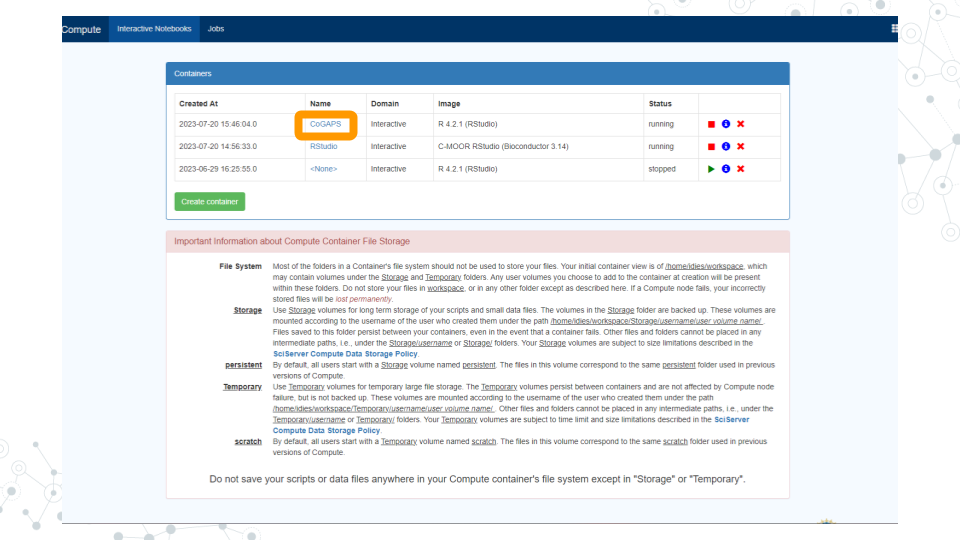 Compute Interactive Notebooks Jobs
Containers
Created At Name Domain Image Status
2023-07-20 15:46:04.0 CoGAPS Interactive R 4.2.1 (RStudio) running
2023-07-20 14:56:33.0 RStudio Interactive C-MOOR RStudio (Bioconductor 3.14) running
2023-06-29 16:25:55.0 <None> Interactive R 4.2.1 (RStudio) stopped
Create container
Important Information about Compute Container File Storage
File System Most of the folders in a Container's file system should not be used to store your files. Your initial container view is of /home/idies/workspace, which
may contain volumes under the Storage and Temporary folders. Any user volumes you choose to add to the container at creation will be present
within these folders. Do not store your files in workspace, or in any other folder except as described here. If a Compute node fails, your incorrectly
stored files will be lost permanently.
Storage Use Storage volumes for long term storage of your scripts and small data files. The volumes in the Storage folder are backed up. These volumes are
mounted according to the username of the user who created them under the path /home/idies/workspace/Storage/username/user volume name/ .
Files saved to this folder persist between your containers, even in the event that a container fails. Other files and folders cannot be placed in any
intermediate paths, i.e., under the Storage/username or Storage/ folders. Your Storage volumes are subject to size limitations described in the
SciServer Compute Data Storage Policy.
persistent By default, all users start with a Storage volume named persistent. The files in this volume correspond to the same persistent folder used in previous
versions of Compute.
Temporary Use Temporary volumes for temporary large file storage. The Temporary volumes persist between containers and are not affected by Compute node
failure, but is not backed up. These volumes are mounted according to the username of the user who created them under the path
/home/idies/workspace/Temporary/username/user volume name/ . Other files and folders cannot be placed in any intermediate paths, i.e., under the
Temporary/username or Temporary/ folders. Your Temporary volumes are subject to time limit and size limitations described in the SciServer
Compute Data Storage Policy.
scratch By default, all users start with a Temporary volume named scratch. The files in this volume correspond to the same scratch folder used in previous
versions of Compute.
Do not save your scripts or data files anywhere in your Compute container's file system except in "Storage" or "Temporary".